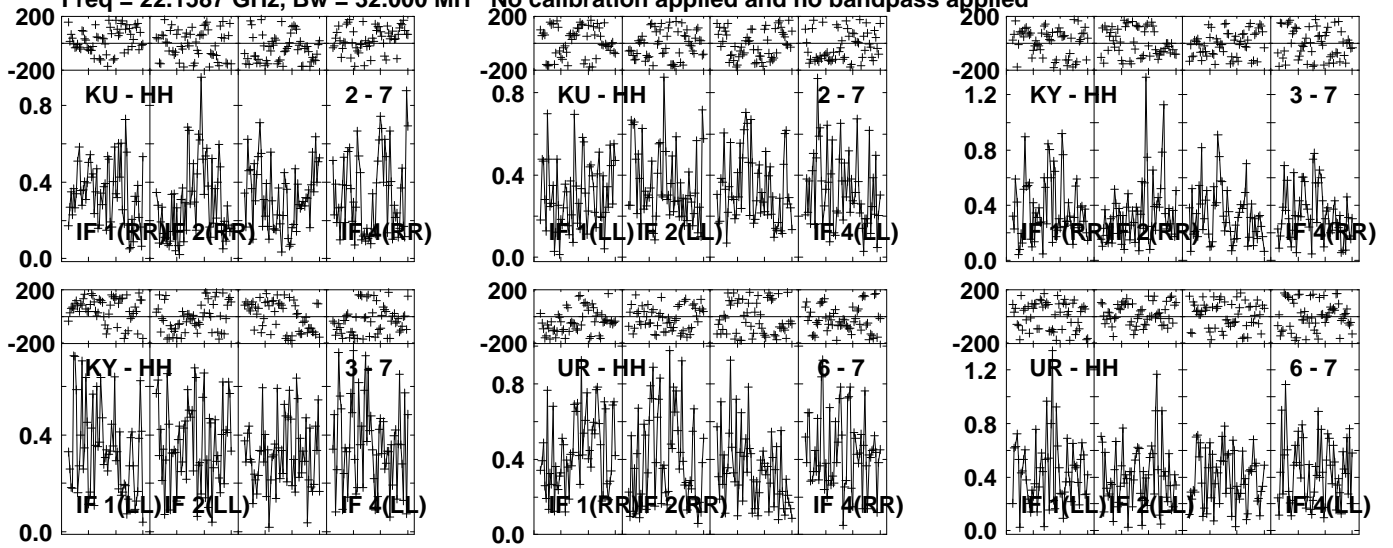 Freq = 22.1587 GHz, Bw = 32.000 MH No calibration applied and no bandpass applied
200
-200
KU - HH 2 - 7
0.8
0.4
0.0
IF 1(RR) IF 2(RR) IF 4(RR)
200
-200
KU - HH 2 - 7
0.8
0.4
0.0
IF 1(LL) IF 2(LL) IF 4(LL)
200
-200
KY - HH 3 - 7
1.2
0.8
0.4
0.0
IF 1(RR) IF 2(RR) IF 4(RR)
200
-200
KY - HH 3 - 7
0.4
0.0
IF 1(LL) IF 2(LL) IF 4(LL)
200
-200
UR - HH 6 - 7
0.8
0.4
0.0
IF 1(RR) IF 2(RR) IF 4(RR)
200
-200
UR - HH 6 - 7
1.2
0.8
0.4
0.0
IF 1(LL) IF 2(LL) IF 4(LL)